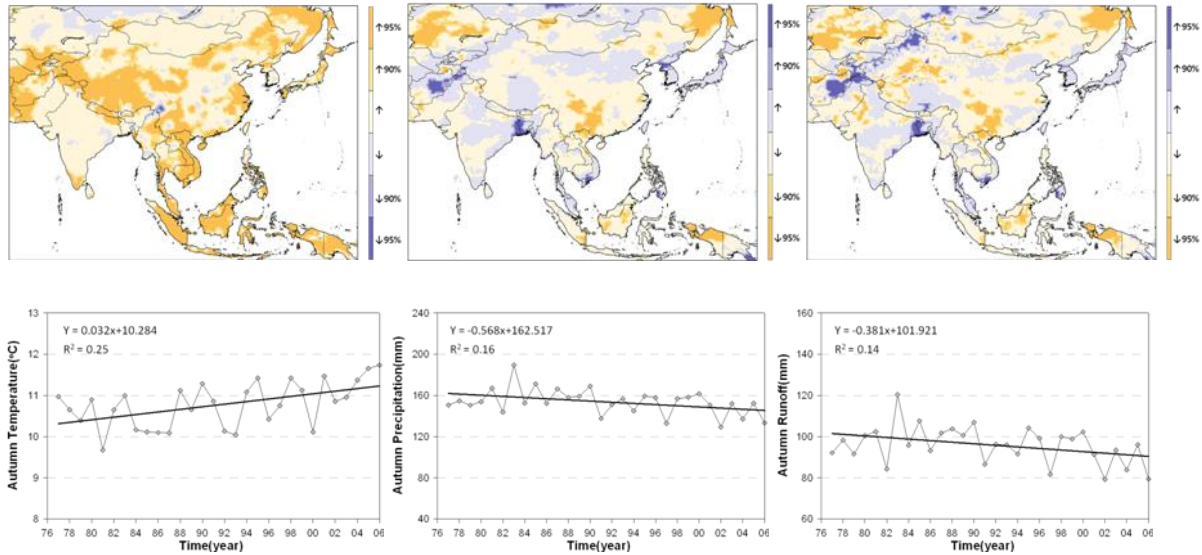 ↑95%
↑90%
↑
↓
↓90%
↓95%
↑95%
↑90%
↑
↓
↓90%
↓95%
↑95%
↑90%
↑
↓
↓90%
↓95%
13
12
11
10
9
8
Autumn Temperature(°C)
Y = 0.032x+10.284
R² = 0.25
76 78 80 82 84 86 88 90 92 94 96 98 00 02 04 06
Time(year)
240
200
160
120
80
40
Autumn Precipitation(mm)
Y = -0.568x+162.517
R² = 0.16
76 78 80 82 84 86 88 90 92 94 96 98 00 02 04 06
Time(year)
160
140
120
100
80
60
Autumn Runoff(mm)
Y = -0.381x+101.921
R² = 0.14
76 78 80 82 84 86 88 90 92 94 96 98 00 02 04 06
Time(year)